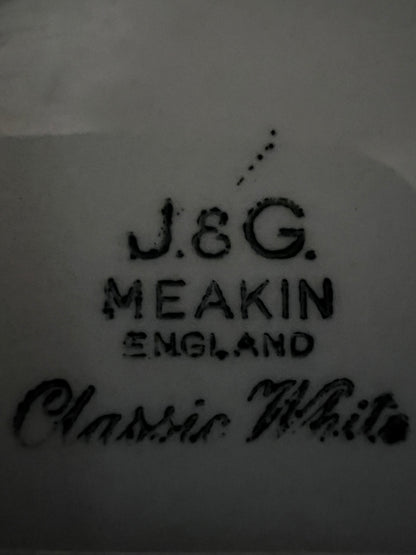 J.&G.
MEAKIN
ENGLAND
Classic White